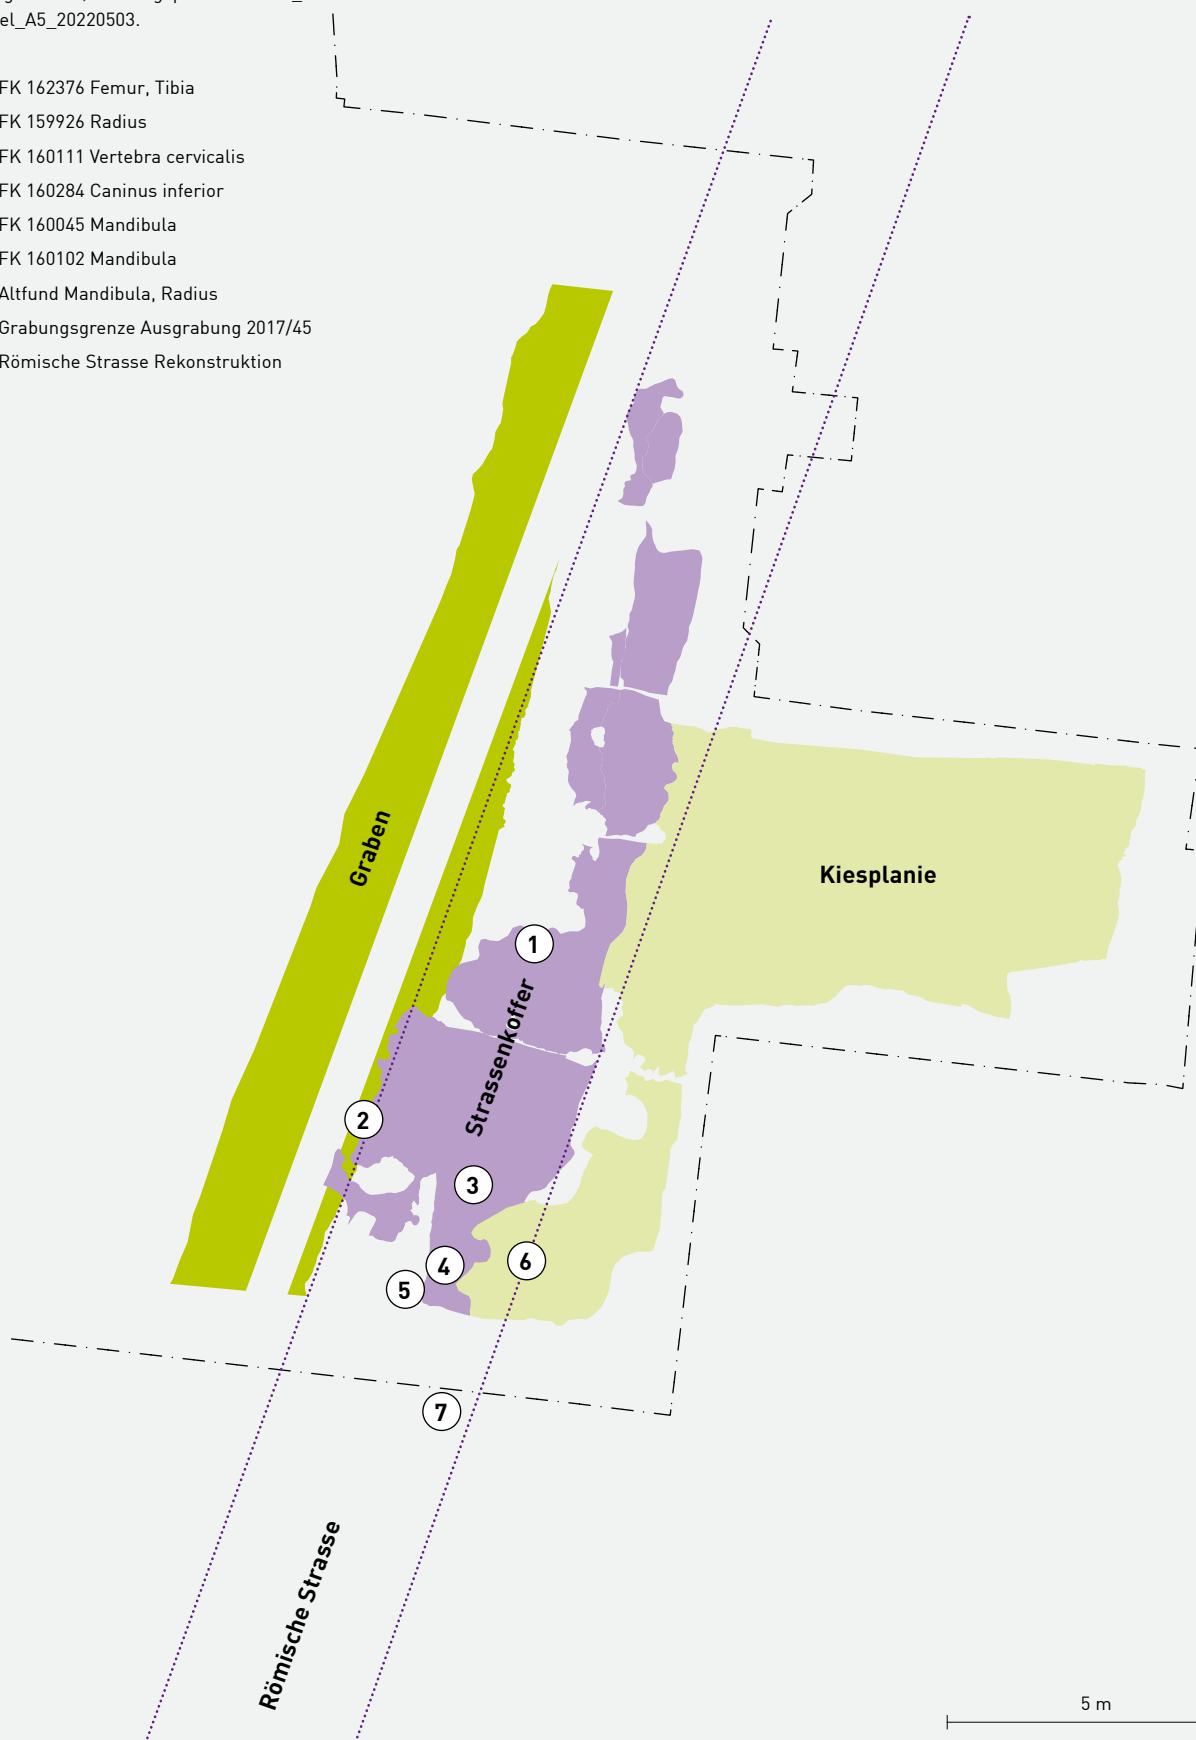 el_A5_20220503.
FK 162376 Femur, Tibia
FK 159926 Radius
FK 160111 Vertebra cervicalis
FK 160284 Caninus inferior
FK 160045 Mandibula
FK 160102 Mandibula
Altfund Mandibula, Radius
Grabungsgrenze Ausgrabung 2017/45
Römische Strasse Rekonstruktion
Graben
Kiesplanie
1
Strassenkoffer
2
3
4
5
6
7
Römische Strasse
5 m